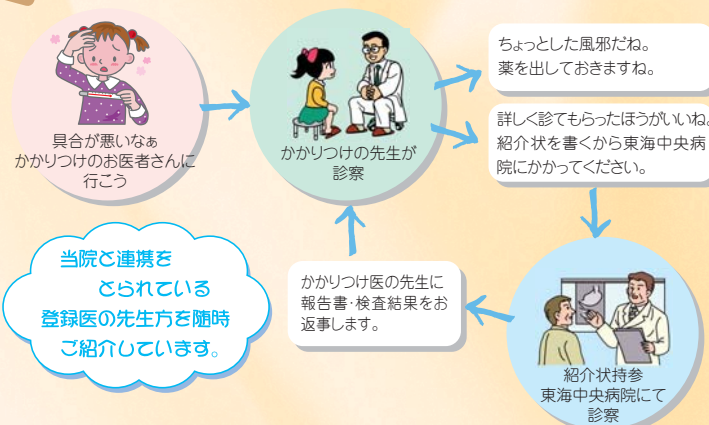 具合が悪いなぁ
かかりつけのお医者さんに
行こう
かかりつけの先生が
診察
ちょっとした風邪だね。
薬を出しておきますね。
詳しく診てもらったほうがいいね。
紹介状を書くから東海中央病
院にかかってください。
紹介状持参
東海中央病院にて
診察
かかりつけ医の先生に
報告書・検査結果をお
返事します。
当院と連携を
とられている
登録医の先生方を随時
ご紹介しています。